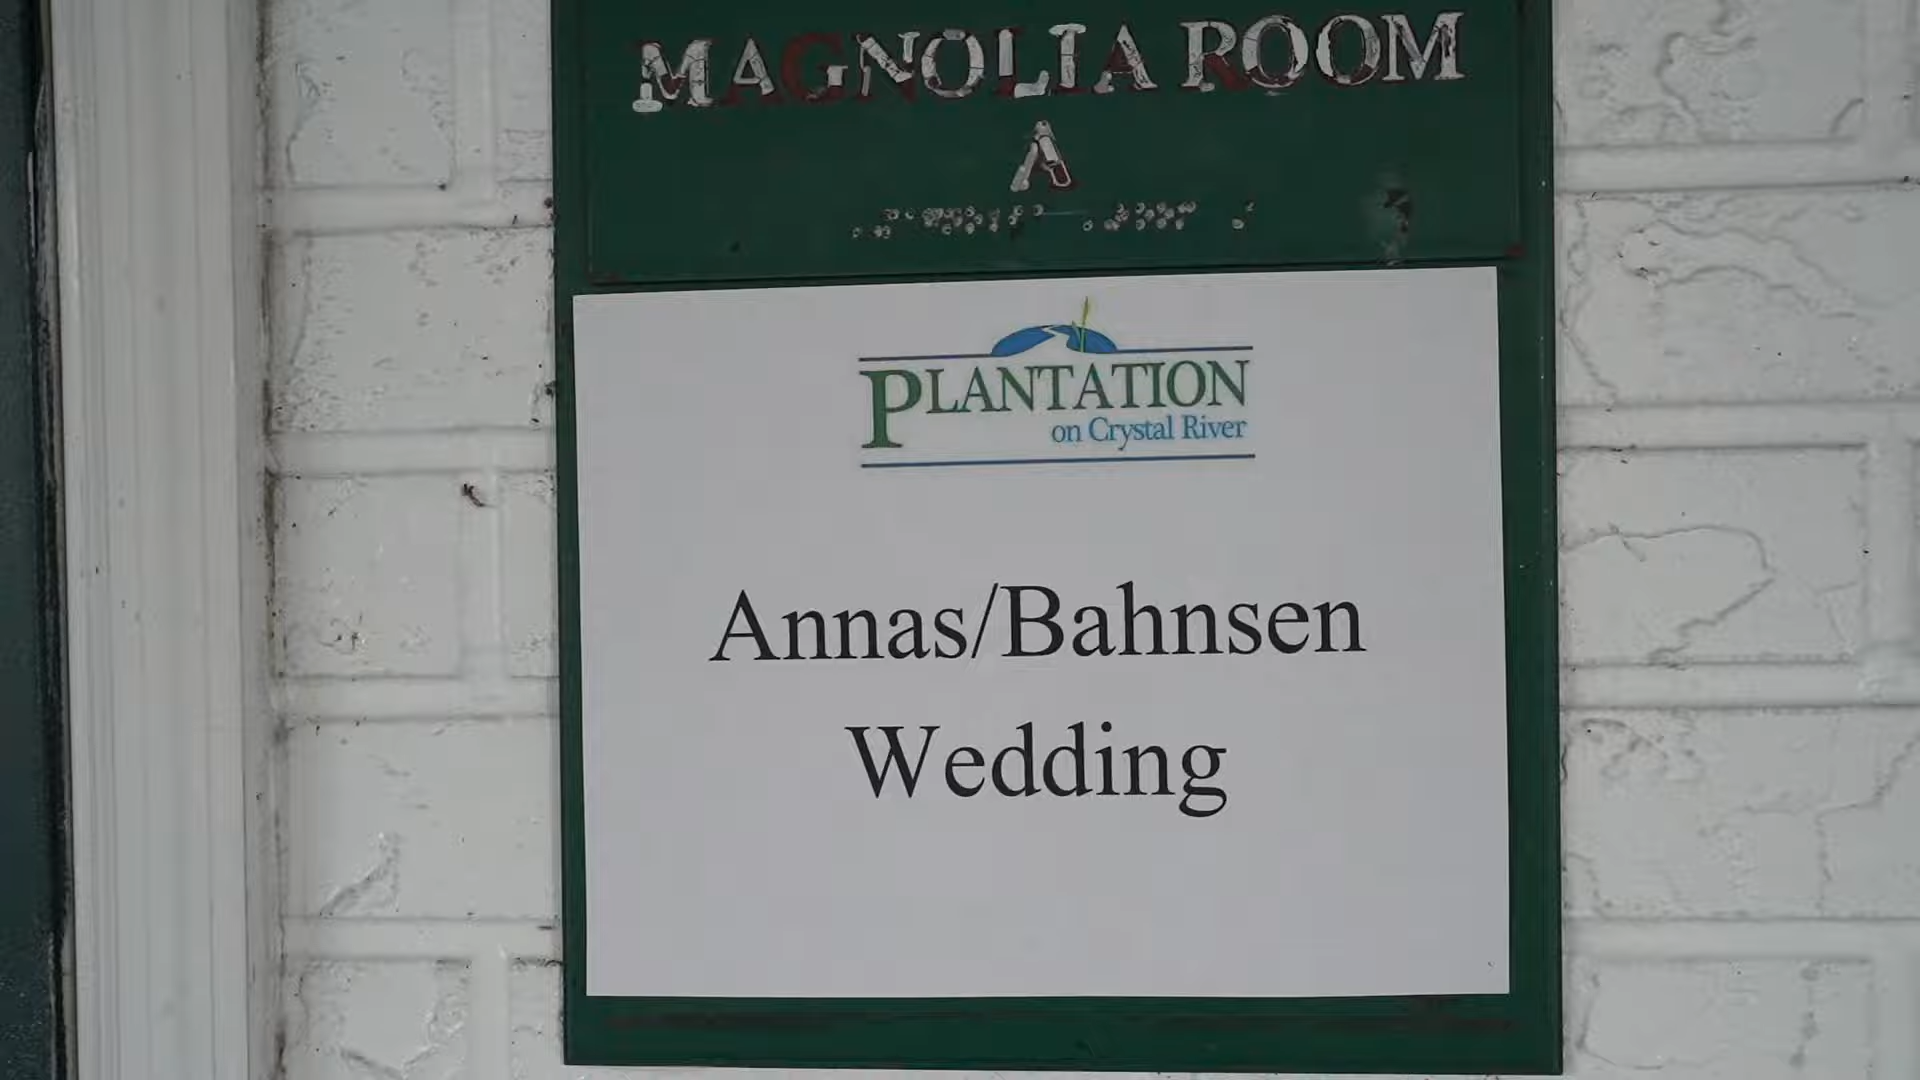 MAGNOLIA ROOM
A
PLANTATION
on Crystal River
Annas/Bahnsen
Wedding